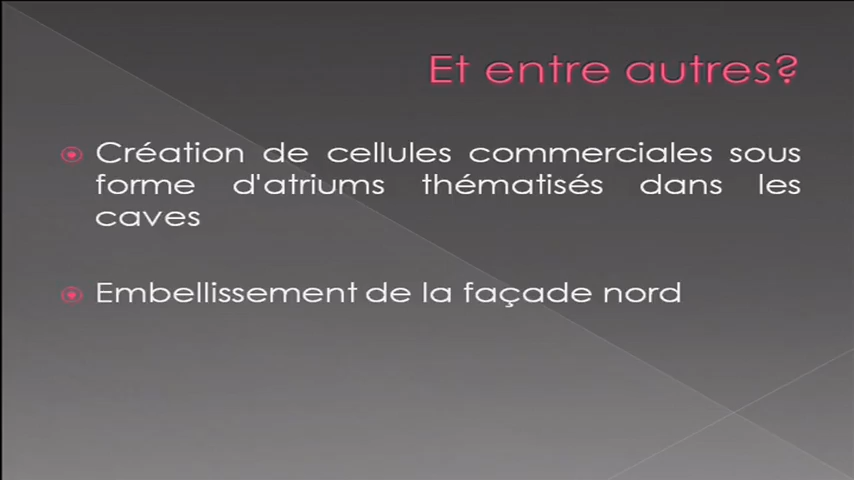 Et entre autres?
Création de cellules commerciales sous
forme d'atriums thématisés dans les
caves
Embellissement de la façade nord